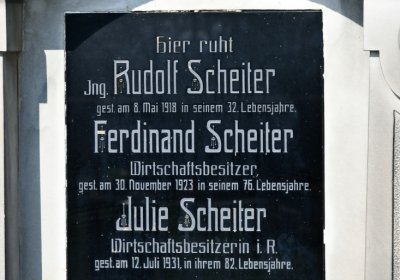 Hier ruht
Jng. Rudolf Scheiter
gest. am 8. Mai 1918 in seinem 32. Lebensjahre.
Ferdinand Scheiter
Wirtschaftsbesitzer,
gest. am 30. November 1923 in seinem 76. Lebensjahre.
Julie Scheiter
Wirtschaftsbesitzerin i. R.
gest. am 12. Juli 1931, in ihrem 82. Lebensjahre.